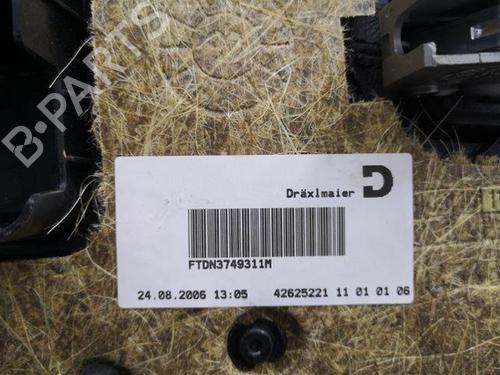 B-PARTS
Dräxlmaier D
FTDN3749311M
24.08.2006 13:05 42625221 11 01 01 06